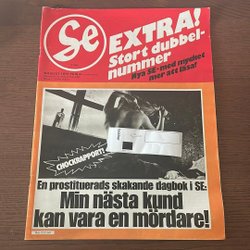 Se
EXTRA!
Stort dubbel-
nummer
Nya SE - med mycket
mer att läsa!
CHOCKRAPPORT!
En prostituerads skakande dagbok i SE:
Min nästa kund
kan vara en mördare!